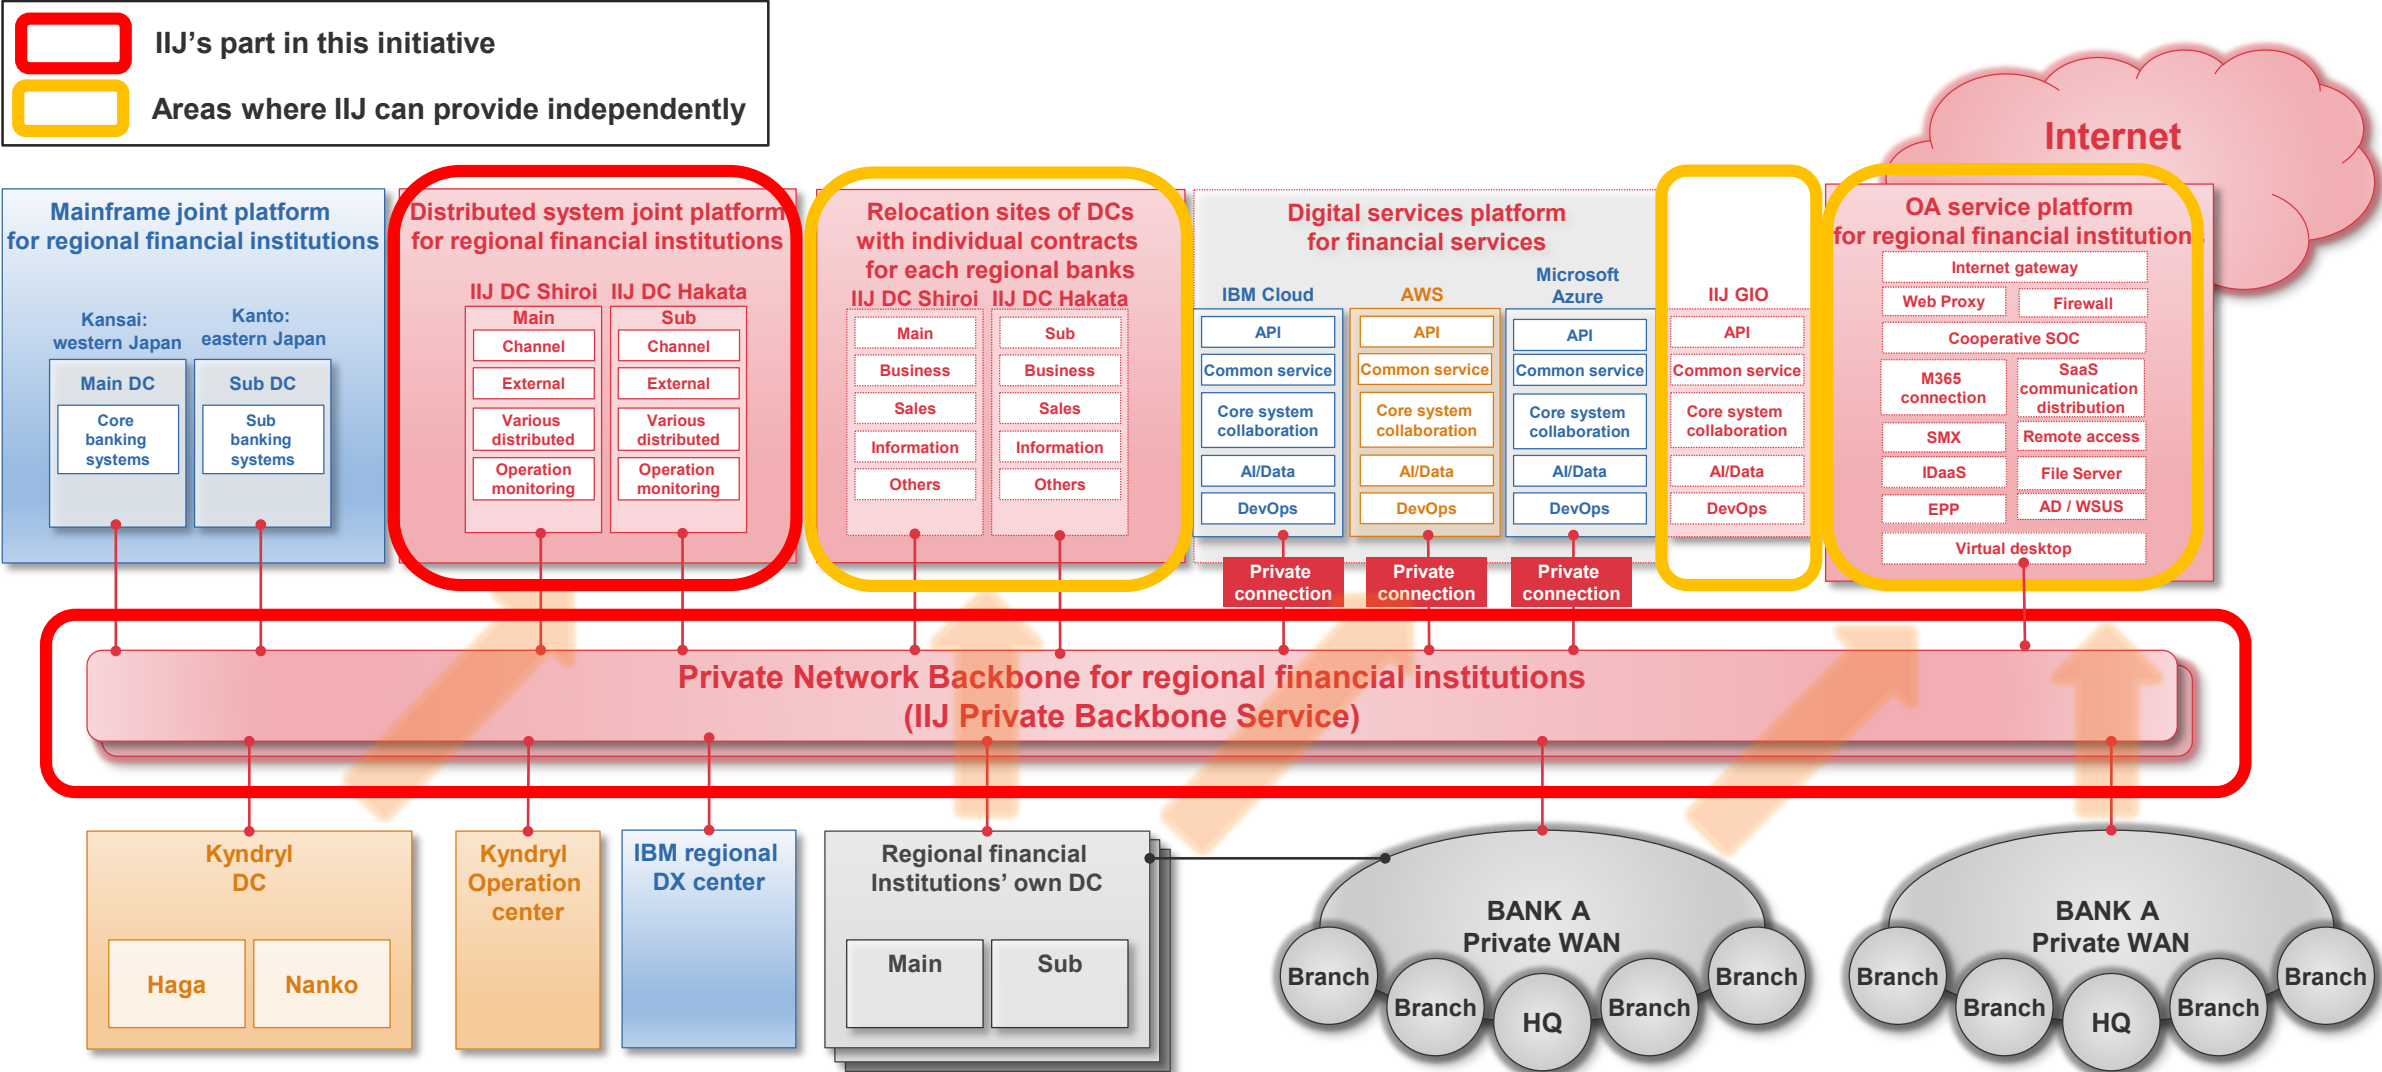 IIJ's part in this initiative
Areas where IIJ can provide independently
Internet
Mainframe joint platform
for regional financial institutions
Kansai:
western Japan
Kanto:
eastern Japan
Main DC
Core
banking
systems
Sub DC
Sub
banking
systems
Distributed system joint platform
for regional financial institutions
IIJ DC Shiroi
Main
Channel
External
Various
distributed
Operation
monitoring
IIJ DC Hakata
Sub
Channel
External
Various
distributed
Operation
monitoring
Relocation sites of DCs
with individual contracts
for each regional banks
IIJ DC Shiroi
Main
Business
Sales
Information
Others
IIJ DC Hakata
Sub
Business
Sales
Information
Others
Digital services platform
for financial services
IBM Cloud
API
Common service
Core system
collaboration
AI/Data
DevOps
AWS
API
Common service
Core system
collaboration
AI/Data
DevOps
Microsoft
Azure
API
Common service
Core system
collaboration
AI/Data
DevOps
IIJ GIO
API
Common service
Core system
collaboration
AI/Data
DevOps
OA service platform
for regional financial institutions
Internet gateway
Web Proxy
Firewall
Cooperative SOC
M365
connection
SaaS
communication
distribution
SMX
Remote access
IDaaS
File Server
EPP
AD / WSUS
Virtual desktop
Private
connection
Private
connection
Private
connection
Private Network Backbone for regional financial institutions
(IIJ Private Backbone Service)
Kyndryl
DC
Haga
Nanko
Kyndryl
Operation
center
IBM regional
DX center
Regional financial
Institutions' own DC
Main
Sub
BANK A
Private WAN
Branch
Branch
HQ
Branch
Branch
BANK A
Private WAN
Branch
Branch
HQ
Branch
Branch